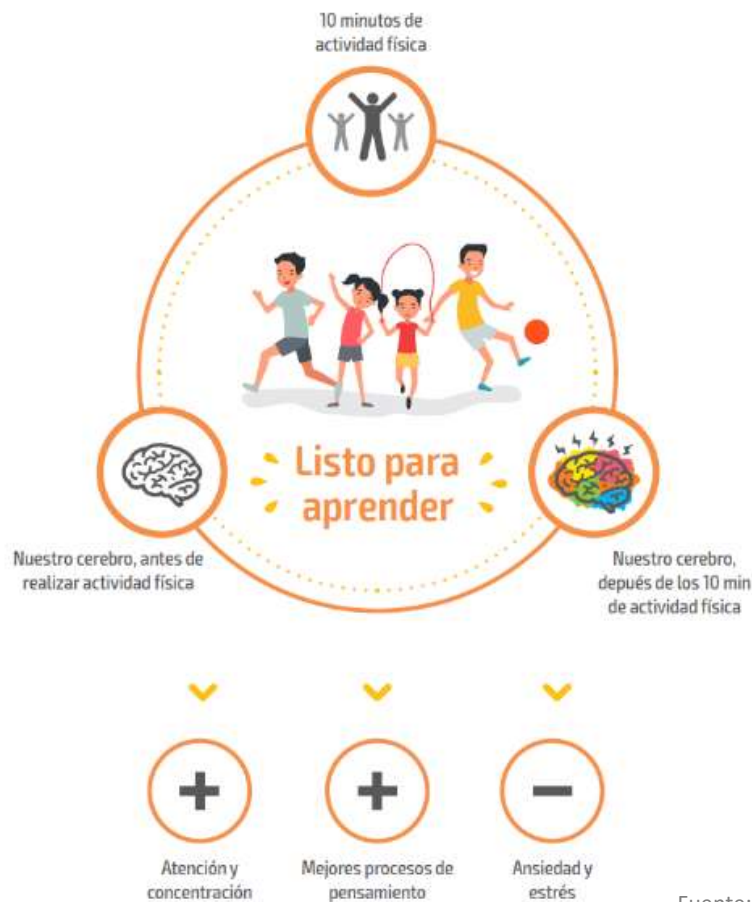 10 minutos de
actividad física
Listo para
aprender
Nuestro cerebro, antes de
realizar actividad física
Nuestro cerebro,
depués de los 10 min
de actividad física
Atención y
concentración
Mejores procesos de
pensamiento
Ansiedad y
estrés
Fuente: